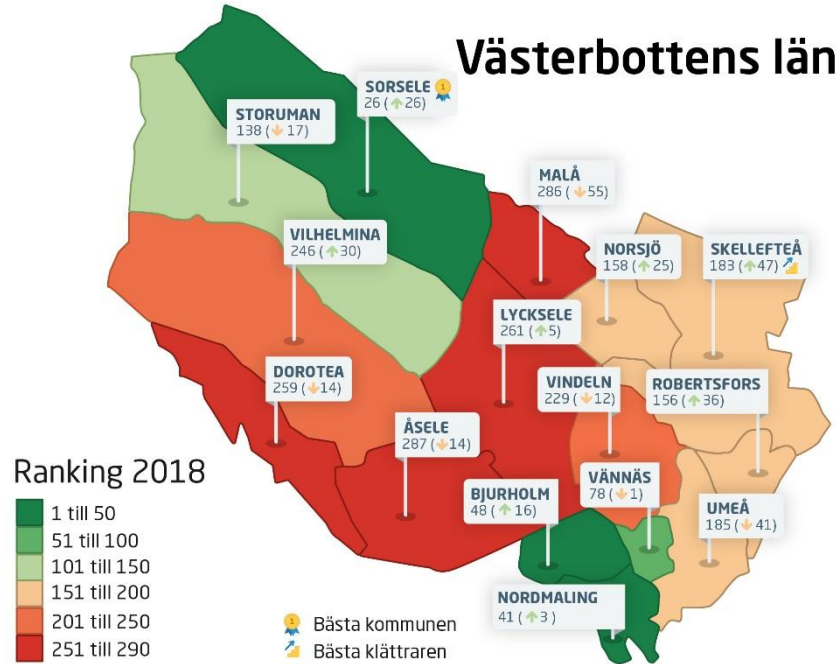 Västerbottens län
SORSELE
26 (↑26)
STORUMAN
138 (↓17)
MALÅ
286 (↓55)
VILHELMINA
246 (↑30)
NORSJÖ
158 (↑25)
SKELLEFTEÅ
183 (↑47)
LYCKSELE
261 (↑5)
DOROTEA
259 (↓14)
VINDELN
229 (↓12)
ROBERTSFORS
156 (↑36)
ÅSELE
287 (↓14)
BJURHOLM
48 (↑16)
VÄNNÄS
78 (↓1)
UMEÅ
185 (↓41)
NORDMALING
41 (↑3)
Ranking 2018
1 till 50
51 till 100
101 till 150
151 till 200
201 till 250
251 till 290
1 Bästa kommunen
Bästa klättraren